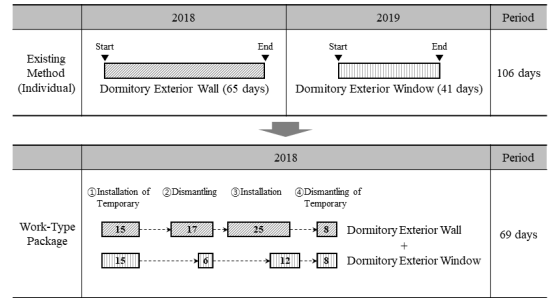 2018 2019 Period
Existing
Method
(Individual)
Start End
Dormitory Exterior Wall (65 days)
Start End
Dormitory Exterior Window (41 days)
106 days
2018 Period
Work-Type
Package
①Installation of
Temporary
②Dismantling
③Installation
④Dismantling of
Temporary
15 17 25 8 Dormitory Exterior Wall
+
15 6 12 8 Dormitory Exterior Window
69 days